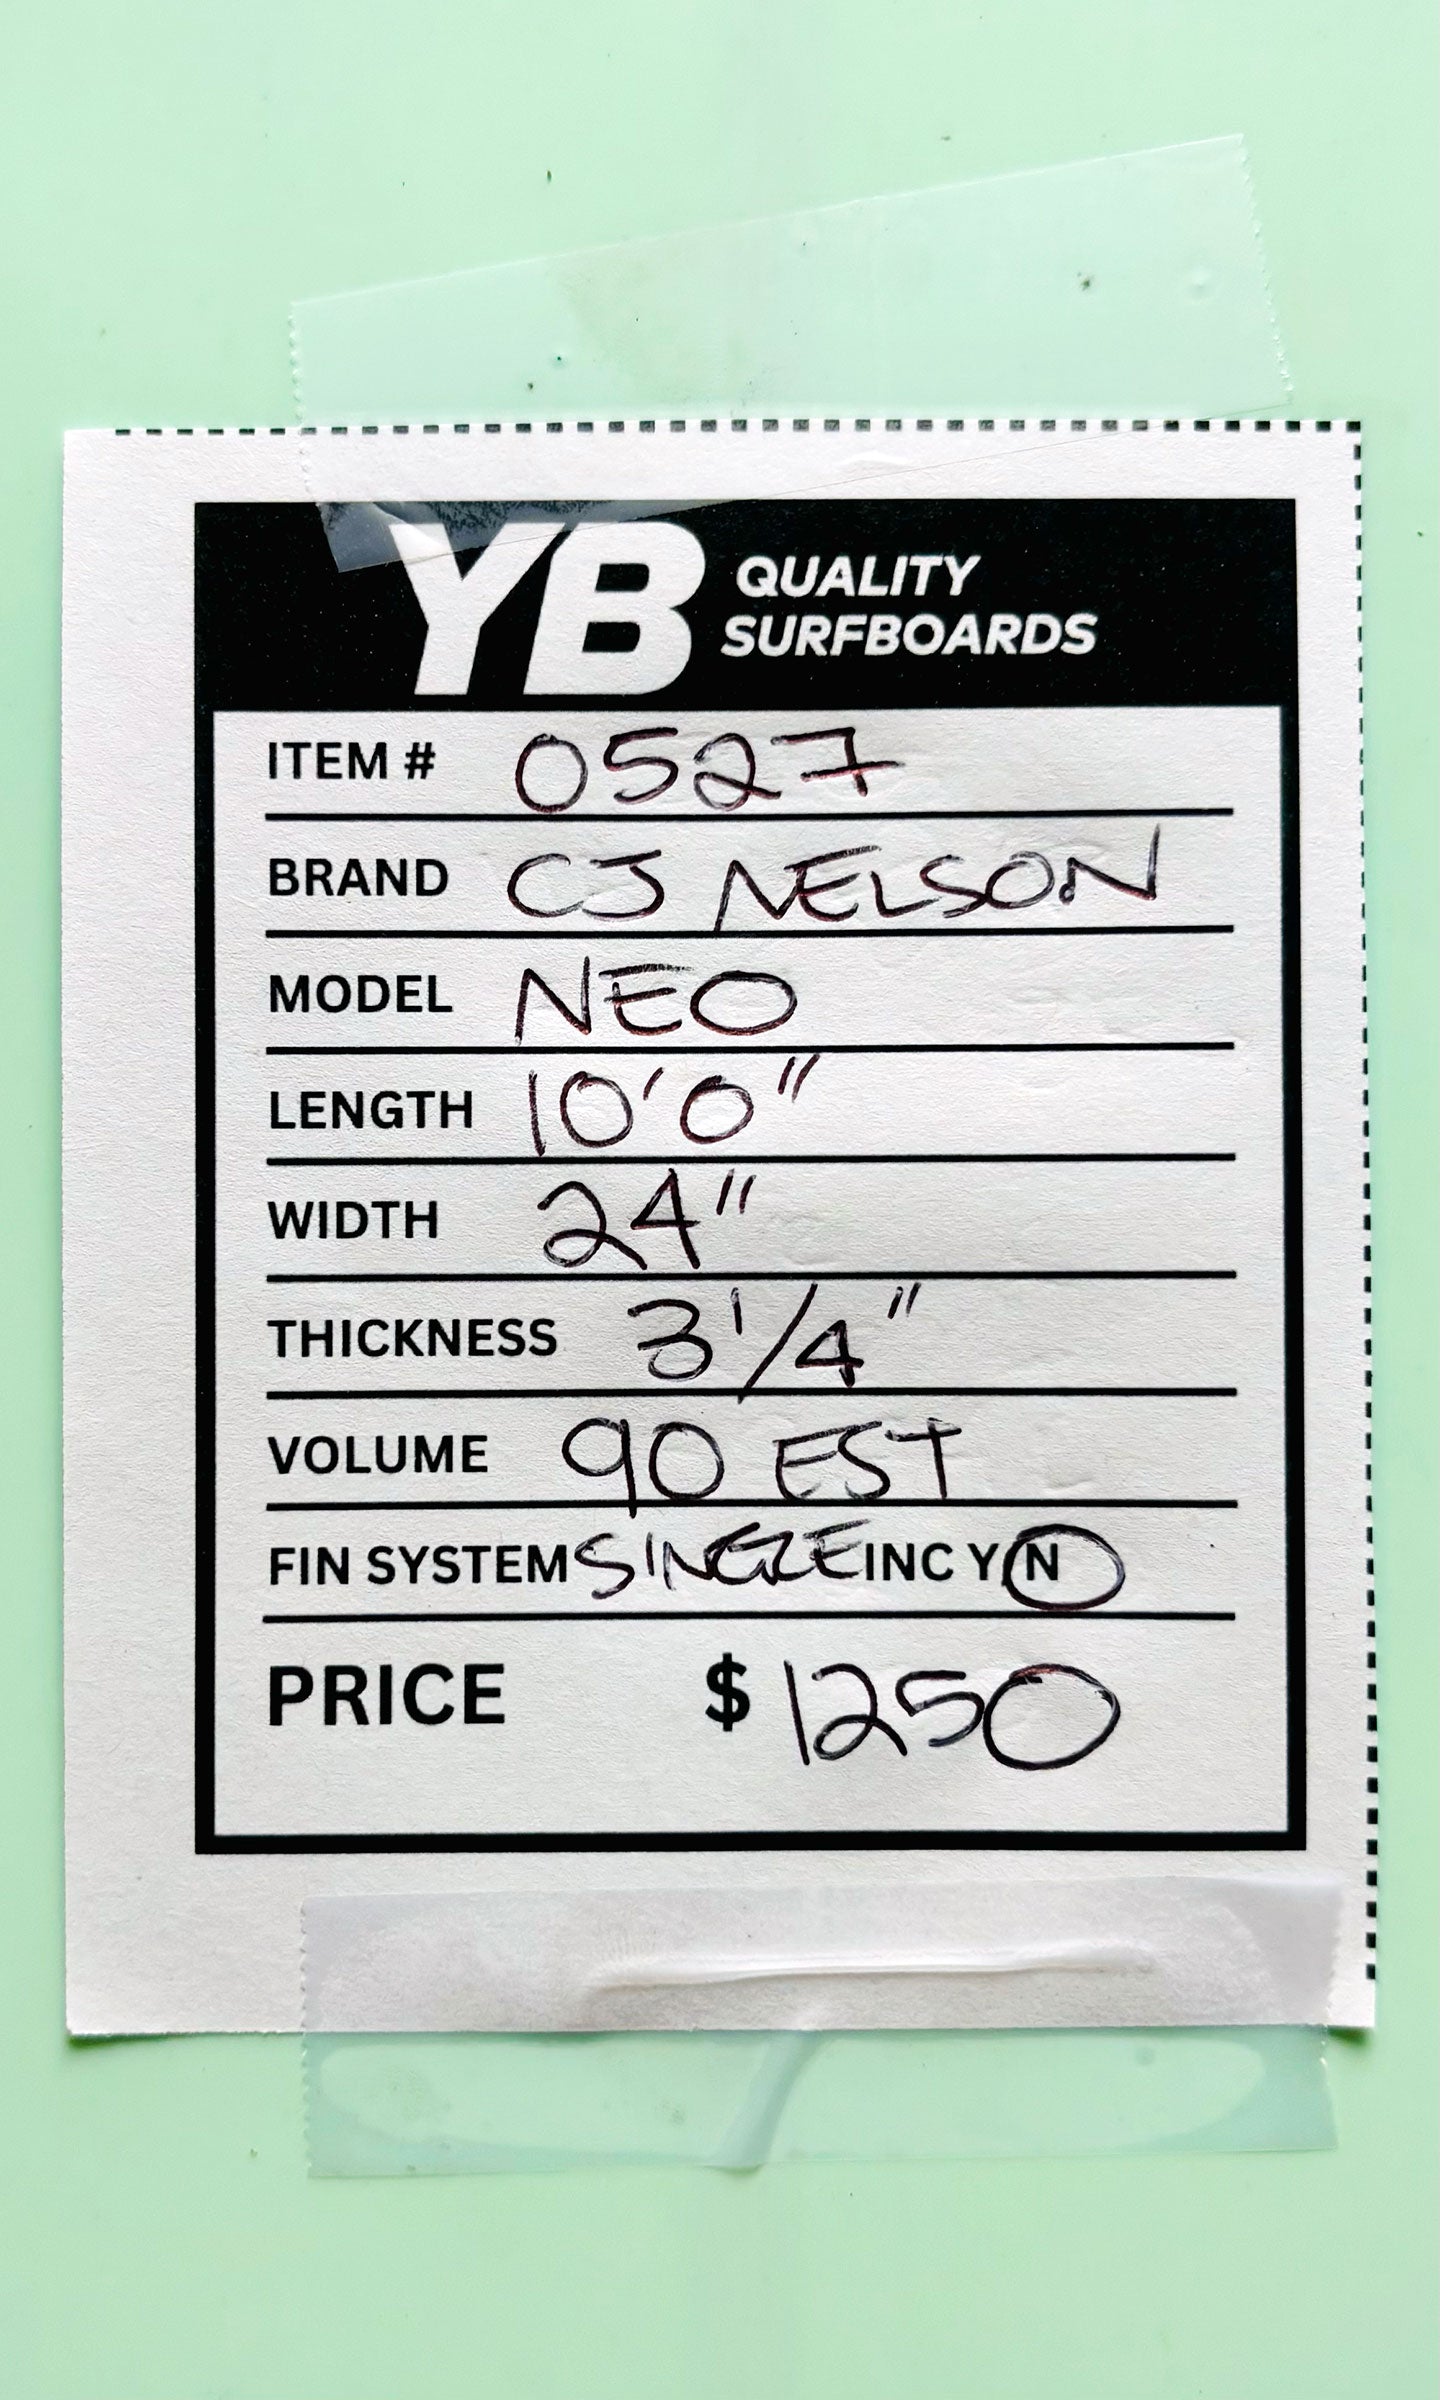 YB QUALITY
SURFBOARDS
ITEM # 0527
BRAND CJ NELSON
MODEL NEO
LENGTH 10'0"
WIDTH 24"
THICKNESS 3 1/4"
VOLUME 90 EST
FIN SYSTEM SINGLE INC Y/N
PRICE $ 1250